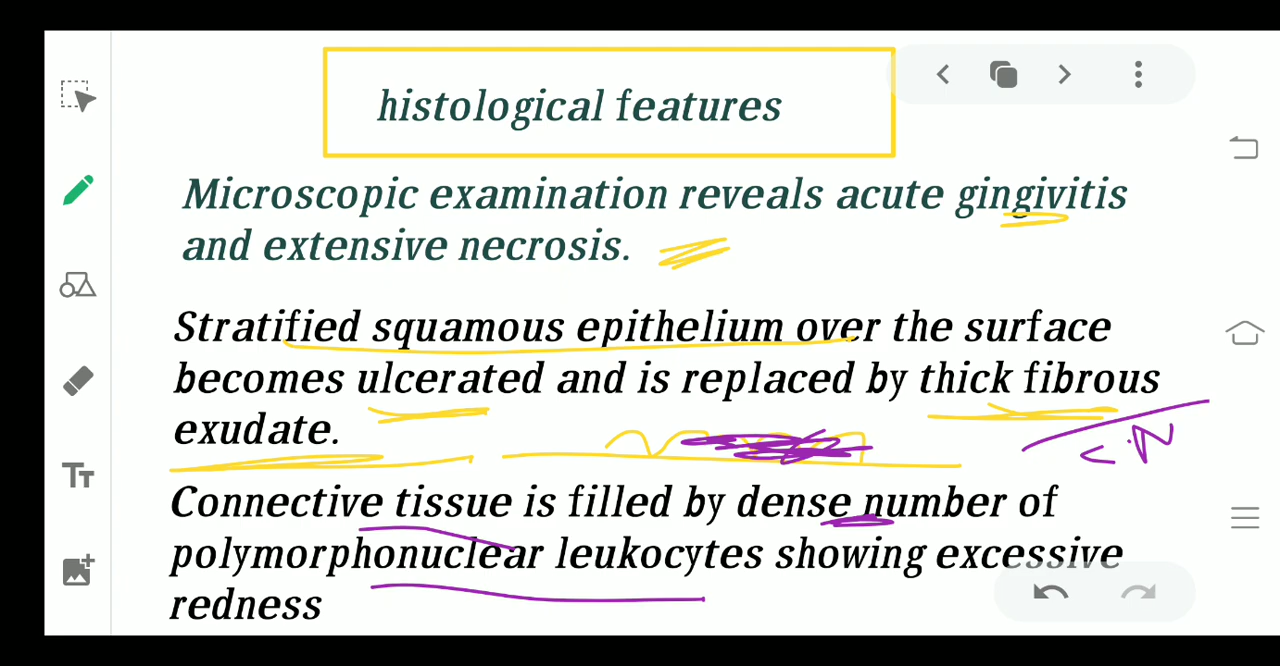 histological features
Microscopic examination reveals acute gingivitis
and extensive necrosis.
Stratified squamous epithelium over the surface
becomes ulcerated and is replaced by thick fibrous
exudate.
Connective tissue is filled by dense number of
polymorphonuclear leukocytes showing excessive
redness
Tт